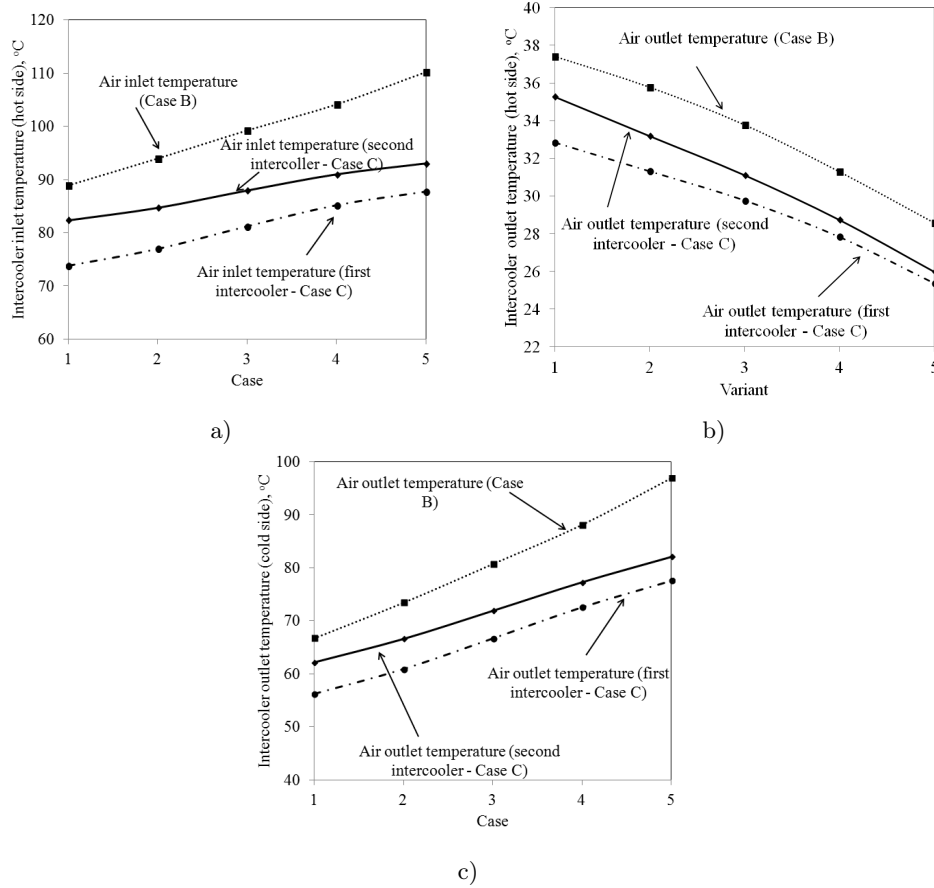 120
110
100
90
80
70
60
Intercooler inlet temperature (hot side), °C
Air inlet temperature
(Case B)
Air inlet temperature (second
intercoller - Case C)
Air inlet temperature (first
intercooler - Case C)
1 2 3 4 5
Case
a)
38
36
34
32
30
28
26
24
22
Intercooler outlet temperature (hot side), °C
Air outlet temperature (Case B)
Air outlet temperature (second
intercooler - Case C)
Air outlet temperature (first
intercooler - Case C)
1 2 3 4 5
Variant
b)
100
90
80
70
60
50
40
Intercooler outlet temperature (cold side), °C
Air outlet temperature (Case
B)
Air outlet temperature (first
intercooler - Case C)
Air outlet temperature (second
intercooler - Case C)
1 2 3 4 5
Case
c)